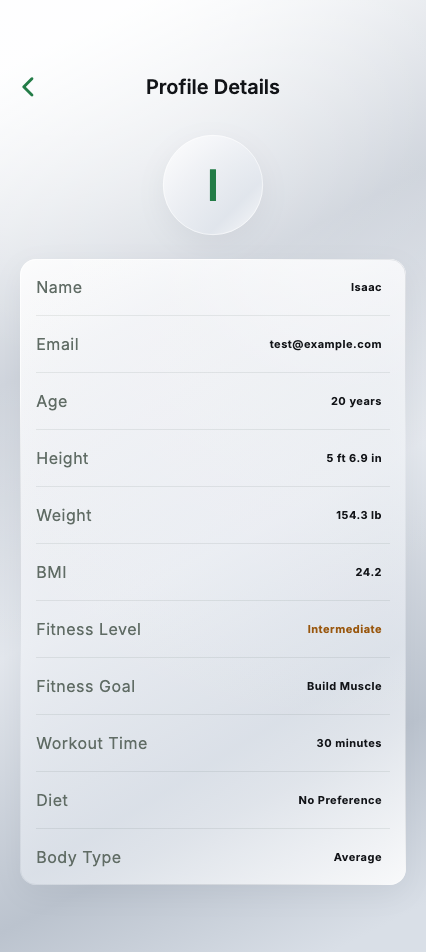 Profile Details
I
Name Isaac
Email test@example.com
Age 20 years
Height 5 ft 6.9 in
Weight 154.3 lb
BMI 24.2
Fitness Level Intermediate
Fitness Goal Build Muscle
Workout Time 30 minutes
Diet No Preference
Body Type Average